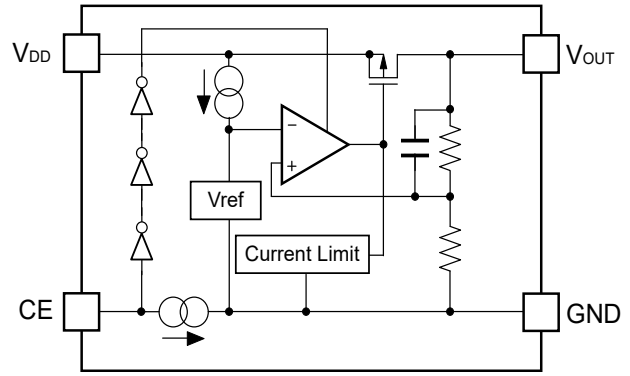 VDD
VOUT
−
+
Vref
Current Limit
CE
GND